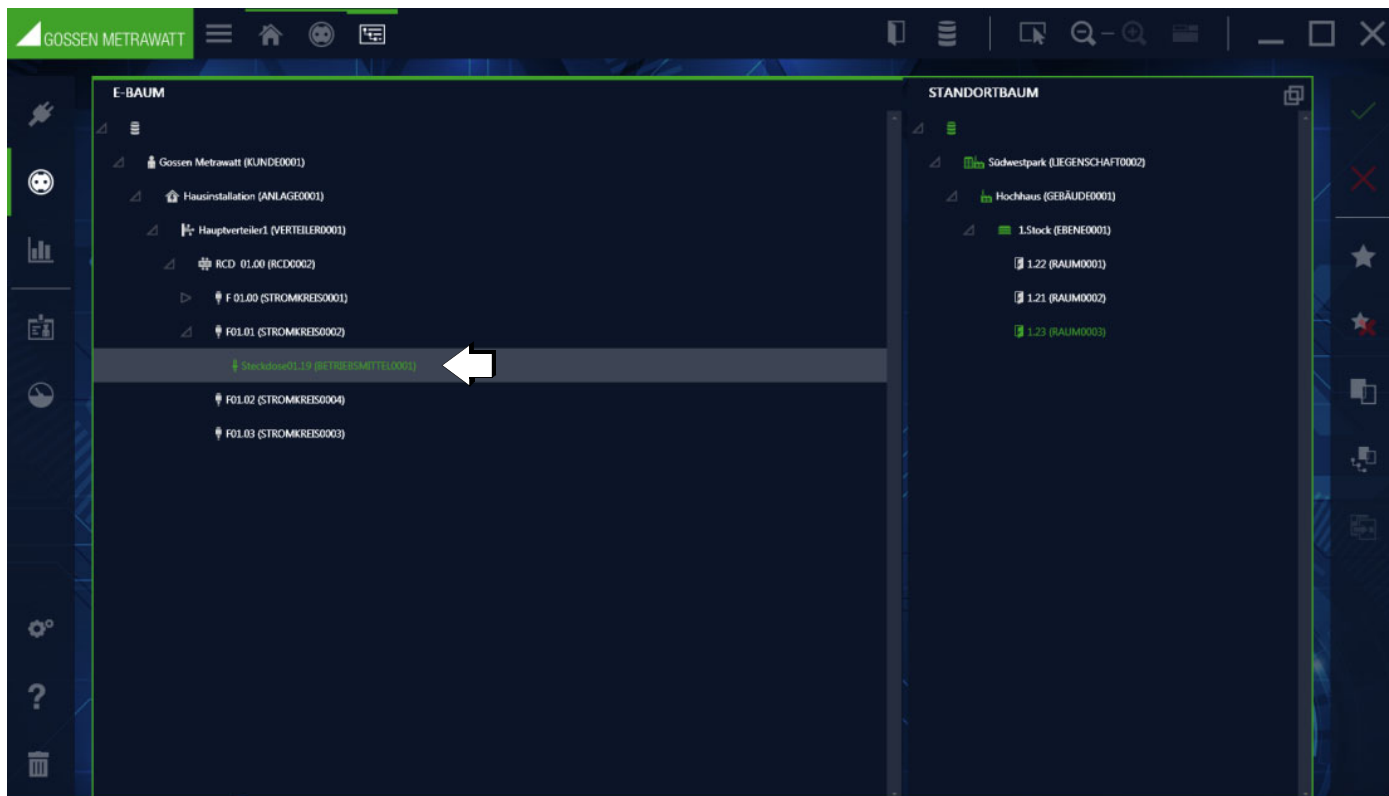 GOSSEN METRAWATT
E-BAUM
Gossen Metrawatt (KUNDE0001)
Hausinstallation (ANLAGE0001)
Hauptverteiler1 (VERTEILER0001)
RCD 01.00 (RCD0002)
F 01.00 (STROMKREIS0001)
F01.01 (STROMKREIS0002)
Steckdose01.19 (BETRIEBSMITTEL0001)
F01.02 (STROMKREIS0004)
F01.03 (STROMKREIS0003)
STANDORTBAUM
Südwestpark (LIEGENSCHAFT0002)
Hochhaus (GEBÄUDE0001)
1.Stock (EBENE0001)
1.22 (RAUM0001)
1.21 (RAUM0002)
1.23 (RAUM0003)
?